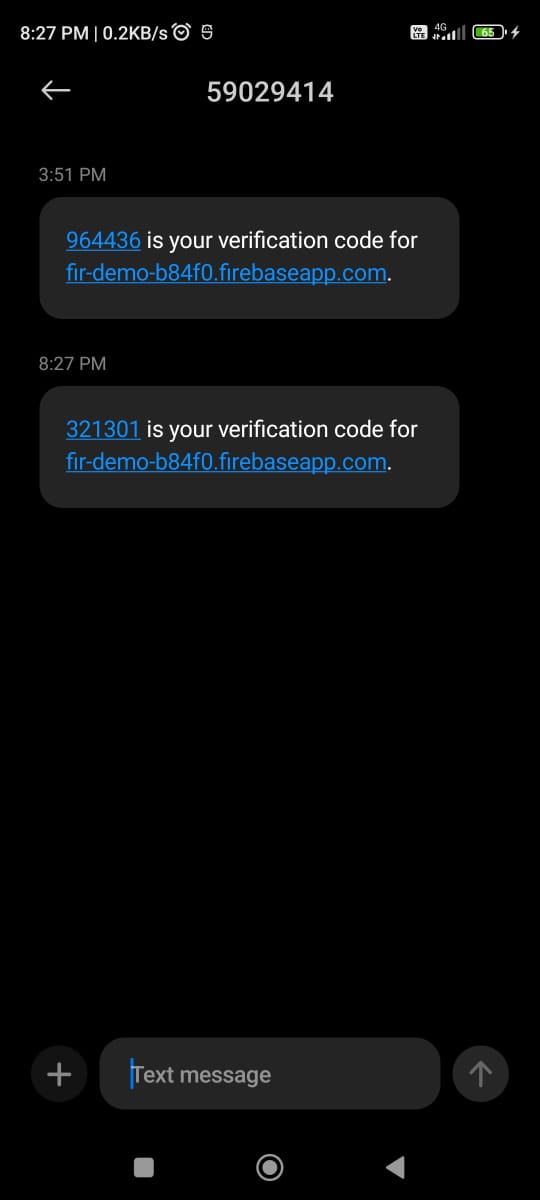 8:27 PM | 0.2KB/s
Vo LTE 4G 65
59029414
3:51 PM
964436 is your verification code for
fir-demo-b84f0.firebaseapp.com.
8:27 PM
321301 is your verification code for
fir-demo-b84f0.firebaseapp.com.
Text message